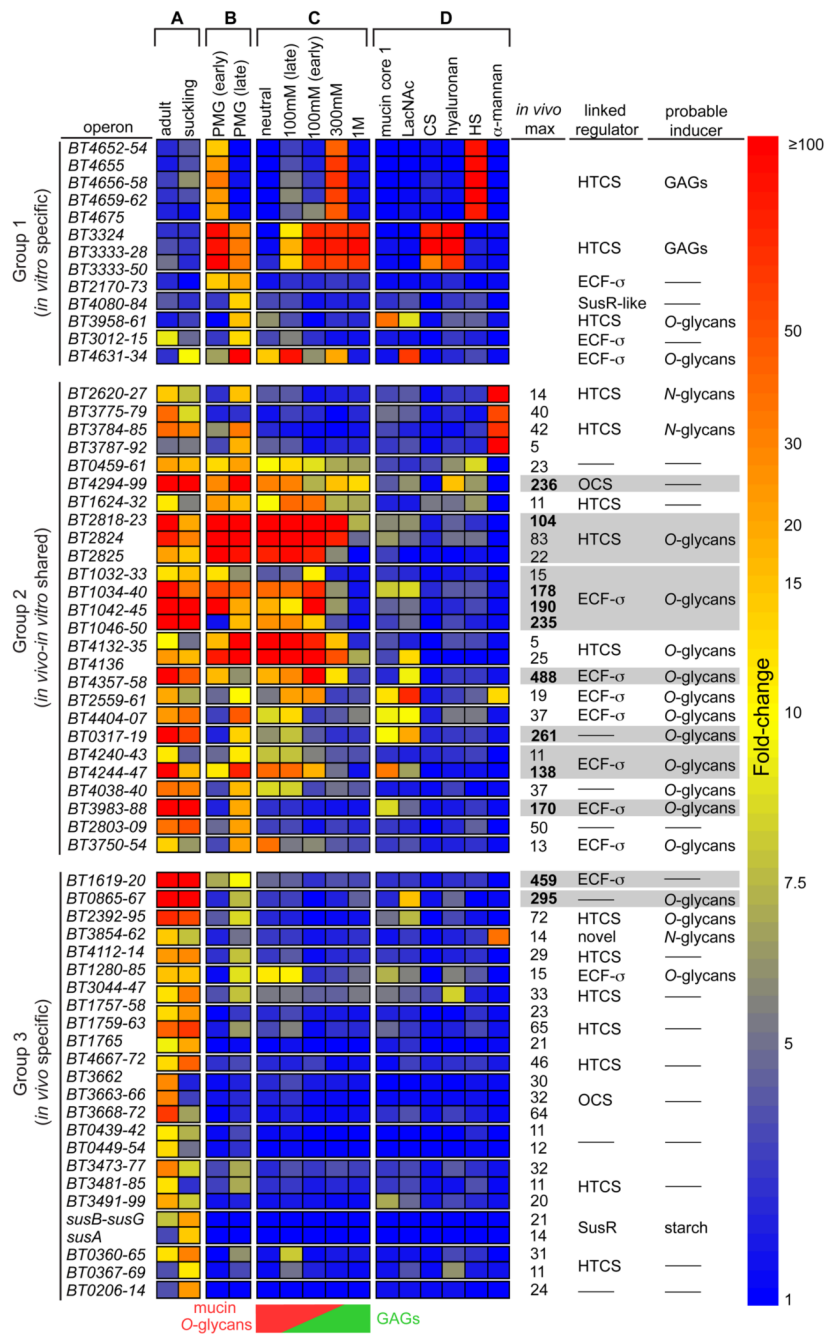 A B C D
operon adult suckling PMG (early) PMG (late) neutral 100mM (late) 100mM (early) 300mM 1M mucin core 1 LacNAc CS hyaluronan HS α-mannan in vivo max linked regulator probable inducer
Group 1
(in vitro specific)
BT4652-54
BT4655
BT4656-58 HTCS GAGs
BT4659-62
BT4675
BT3324
BT3333-28 HTCS GAGs
BT3333-50
BT2170-73 ECF-σ —
BT4080-84 SusR-like —
BT3958-61 HTCS O-glycans
BT3012-15 ECF-σ —
BT4631-34 ECF-σ O-glycans
Group 2
(in vivo-in vitro shared)
BT2620-27 14 HTCS N-glycans
BT3775-79 40
BT3784-85 42 HTCS N-glycans
BT3787-92 5
BT0459-61 23 — —
BT4294-99 236 OCS —
BT1624-32 11 HTCS —
BT2818-23 104
BT2824 83 HTCS O-glycans
BT2825 22
BT1032-33 15
BT1034-40 178
BT1042-45 190 ECF-σ O-glycans
BT1046-50 235
BT4132-35 5
BT4136 25 HTCS O-glycans
BT4357-58 488 ECF-σ O-glycans
BT2559-61 19 ECF-σ O-glycans
BT4404-07 37 ECF-σ O-glycans
BT0317-19 261 — O-glycans
BT4240-43 11
BT4244-47 138 ECF-σ O-glycans
BT4038-40 37 — O-glycans
BT3983-88 170 ECF-σ O-glycans
BT2803-09 50 — —
BT3750-54 13 ECF-σ O-glycans
Group 3
(in vivo specific)
BT1619-20 459 ECF-σ —
BT0865-67 295 — O-glycans
BT2392-95 72 HTCS O-glycans
BT3854-62 14 novel N-glycans
BT4112-14 29 HTCS —
BT1280-85 15 ECF-σ O-glycans
BT3044-47 33 HTCS —
BT1757-58 23
BT1759-63 65 HTCS —
BT1765 21
BT4667-72 46 HTCS —
BT3662 30
BT3663-66 32 OCS —
BT3668-72 64
BT0439-42 11
BT0449-54 12 — —
BT3473-77 32
BT3481-85 11 HTCS —
BT3491-99 20
susB-susG 21
susA 14 SusR starch
BT0360-65 31
BT0367-69 11 HTCS —
BT0206-14 24 — —
mucin
O-glycans GAGs
≥100
50
30
20
15
10
7.5
5
1
Fold-change